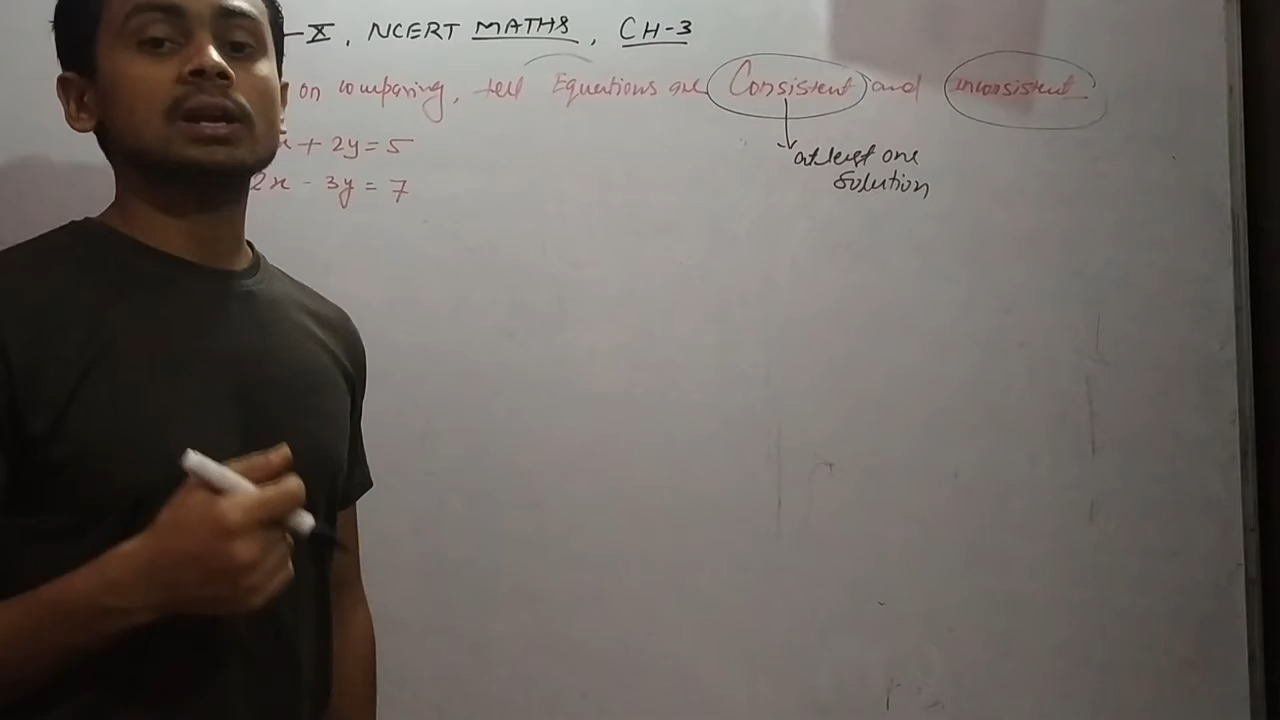 -X, NCERT MATHS, CH-3
on comparing, tell Equations are Consistent and inconsistent
x + 2y = 5
2x - 3y = 7
atleast one
Solution